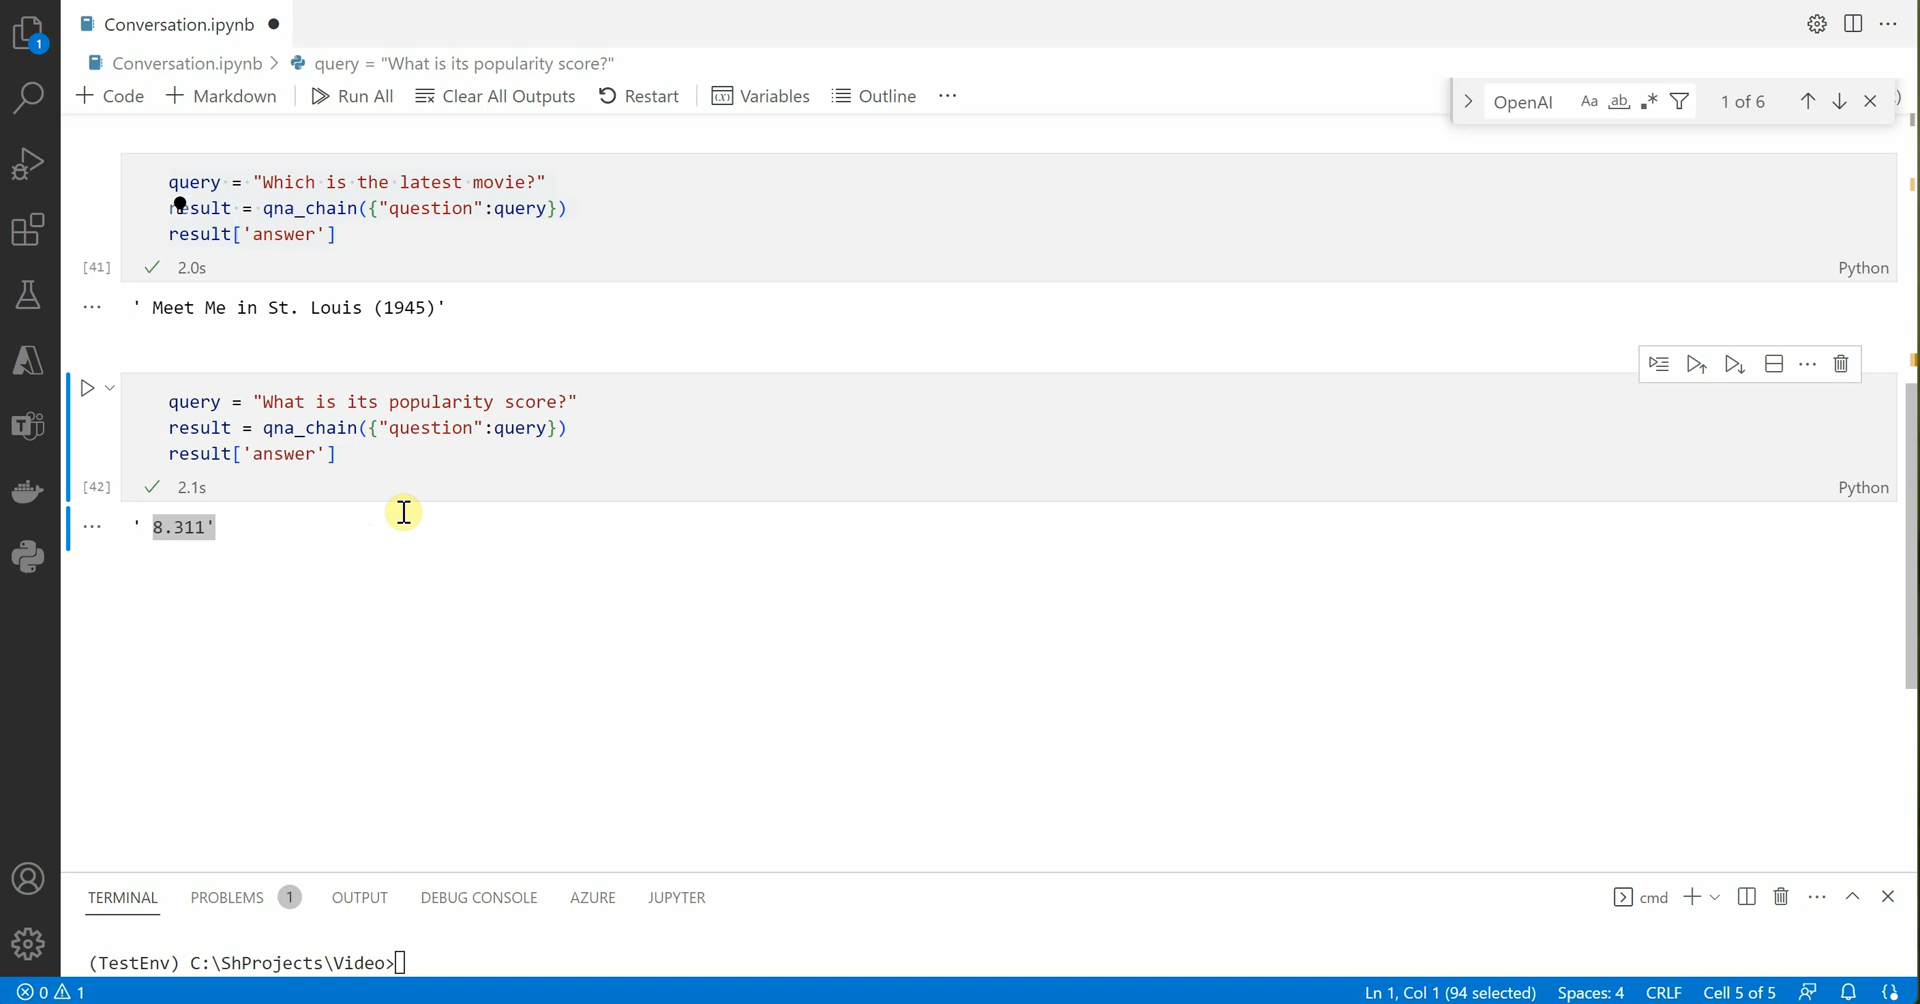 1
Conversation.ipynb
Conversation.ipynb > query = "What is its popularity score?"
+ Code + Markdown Run All Clear All Outputs Restart Variables Outline ...
> OpenAI Aa ab .* 1 of 6
query = "Which is the latest movie?"
result = qna_chain({"question":query})
result['answer']
[41] ✓ 2.0s Python
... ' Meet Me in St. Louis (1945)'
query = "What is its popularity score?"
result = qna_chain({"question":query})
result['answer']
[42] ✓ 2.1s Python
... ' 8.311'
TERMINAL PROBLEMS 1 OUTPUT DEBUG CONSOLE AZURE JUPYTER cmd
(TestEnv) C:\ShProjects\Video>
0 1 Ln 1, Col 1 (94 selected) Spaces: 4 CRLF Cell 5 of 5